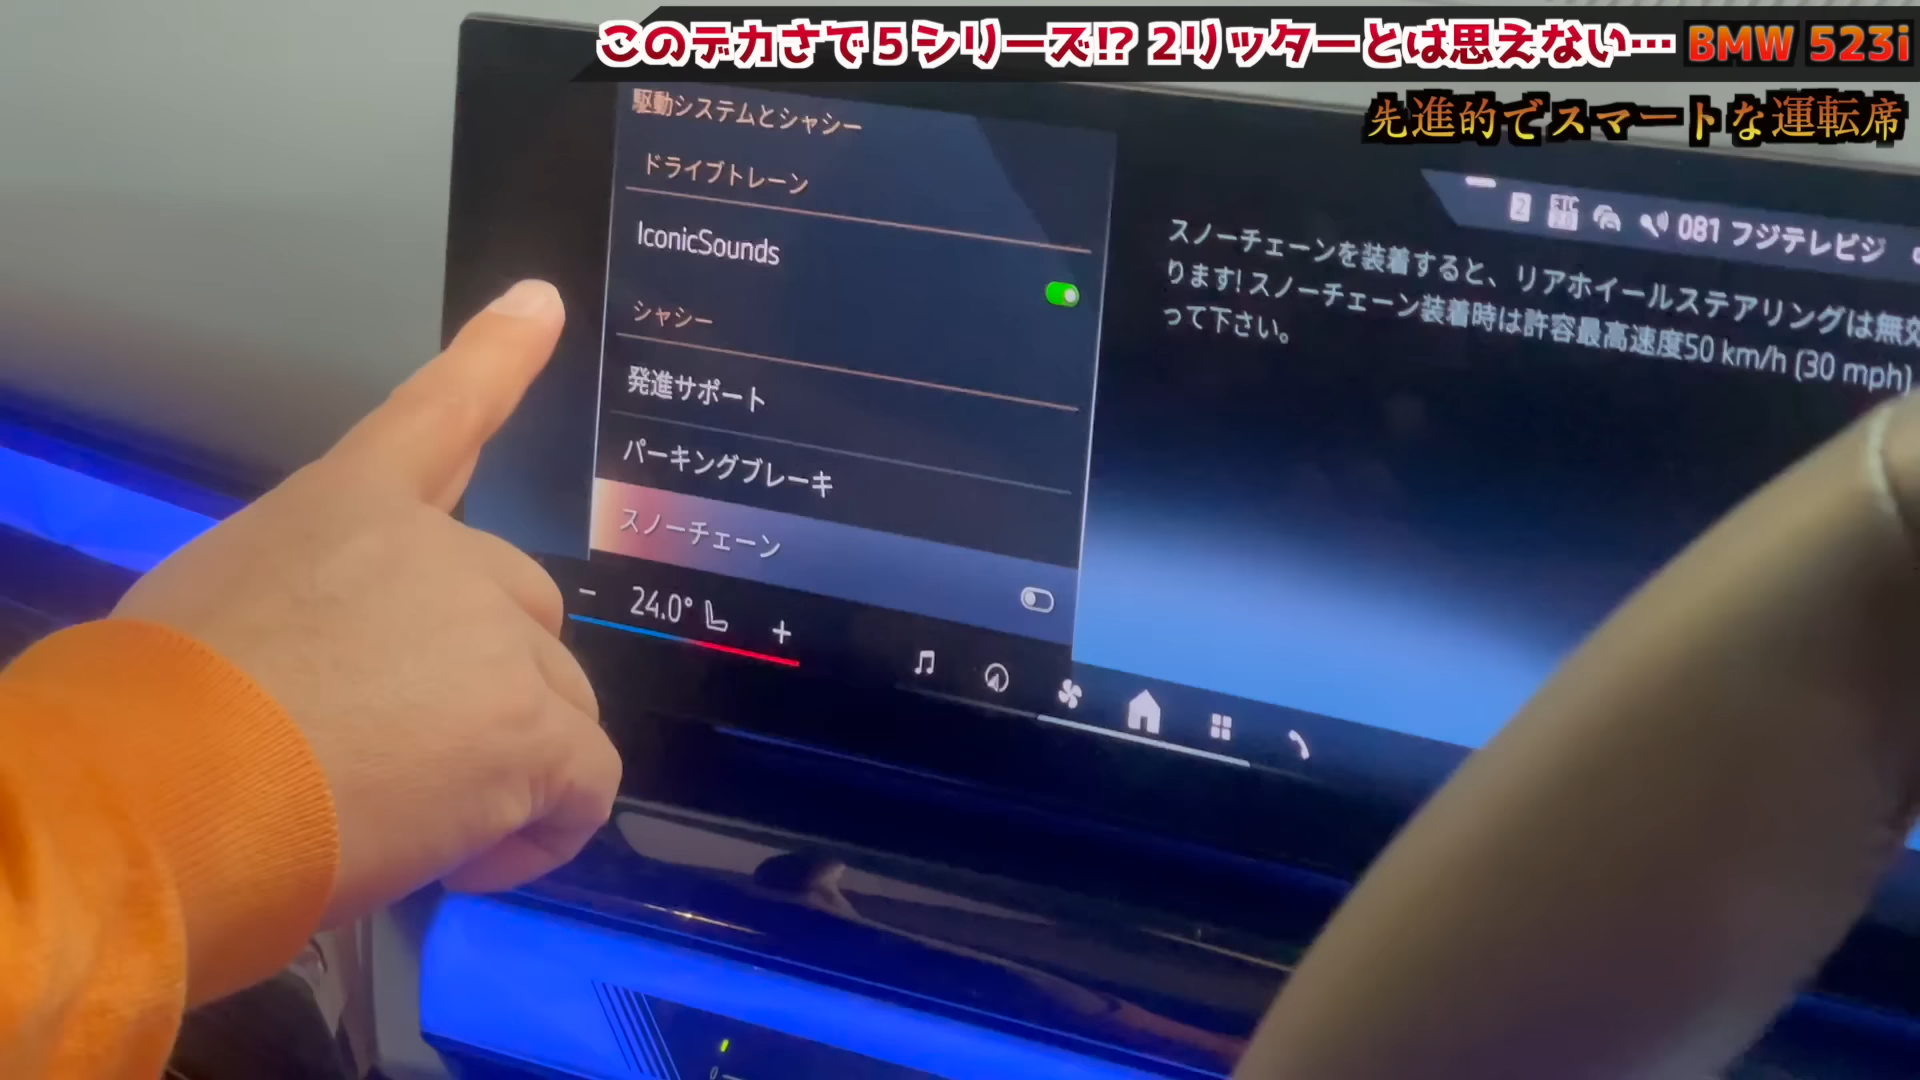 このデカさで5シリーズ!? 2リッターとは思えない… BMW 523i
先進的でスマートな運転席
駆動システムとシャシー
ドライブトレーン
IconicSounds
シャシー
発進サポート
パーキングブレーキ
スノーチェーン
2 ETC 081 フジテレビジ
スノーチェーンを装着すると、リアホイールステアリングは無効
ります! スノーチェーン装着時は許容最高速度50 km/h (30 mph)
って下さい。
− 24.0° +
0